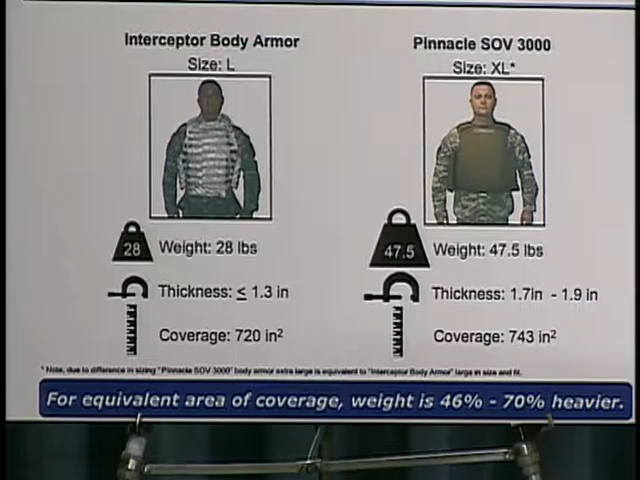 Interceptor Body Armor
Size: L
28
Weight: 28 lbs
Thickness: ≤ 1.3 in
Coverage: 720 in²
Pinnacle SOV 3000
Size: XL*
47.5
Weight: 47.5 lbs
Thickness: 1.7in - 1.9 in
Coverage: 743 in²
* Note, due to difference in sizing "Pinnacle SOV 3000" body armor extra large is equivalent to "Interceptor Body Armor" large in size and fit.
For equivalent area of coverage, weight is 46% - 70% heavier.